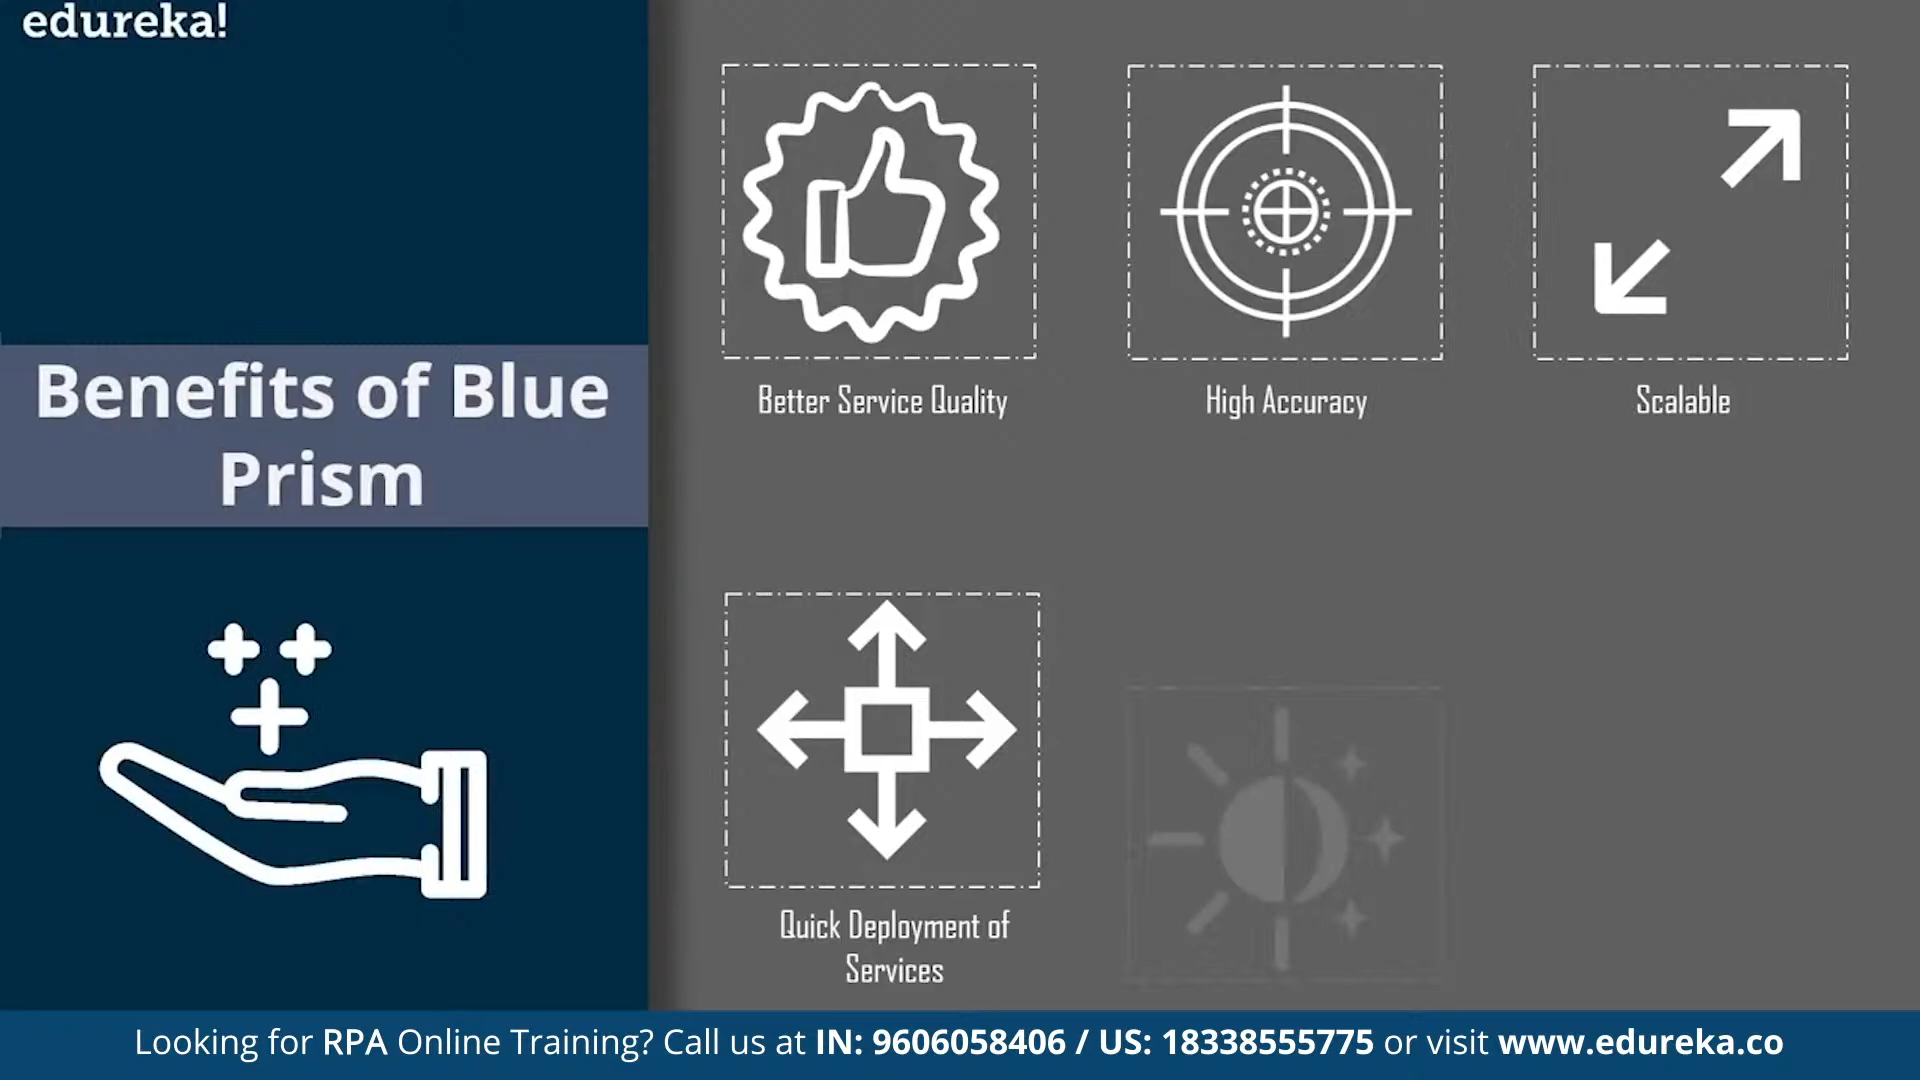 edureka!
Benefits of Blue
Prism
Better Service Quality
High Accuracy
Scalable
Quick Deployment of
Services
Looking for RPA Online Training? Call us at IN: 9606058406 / US: 18338555775 or visit www.edureka.co